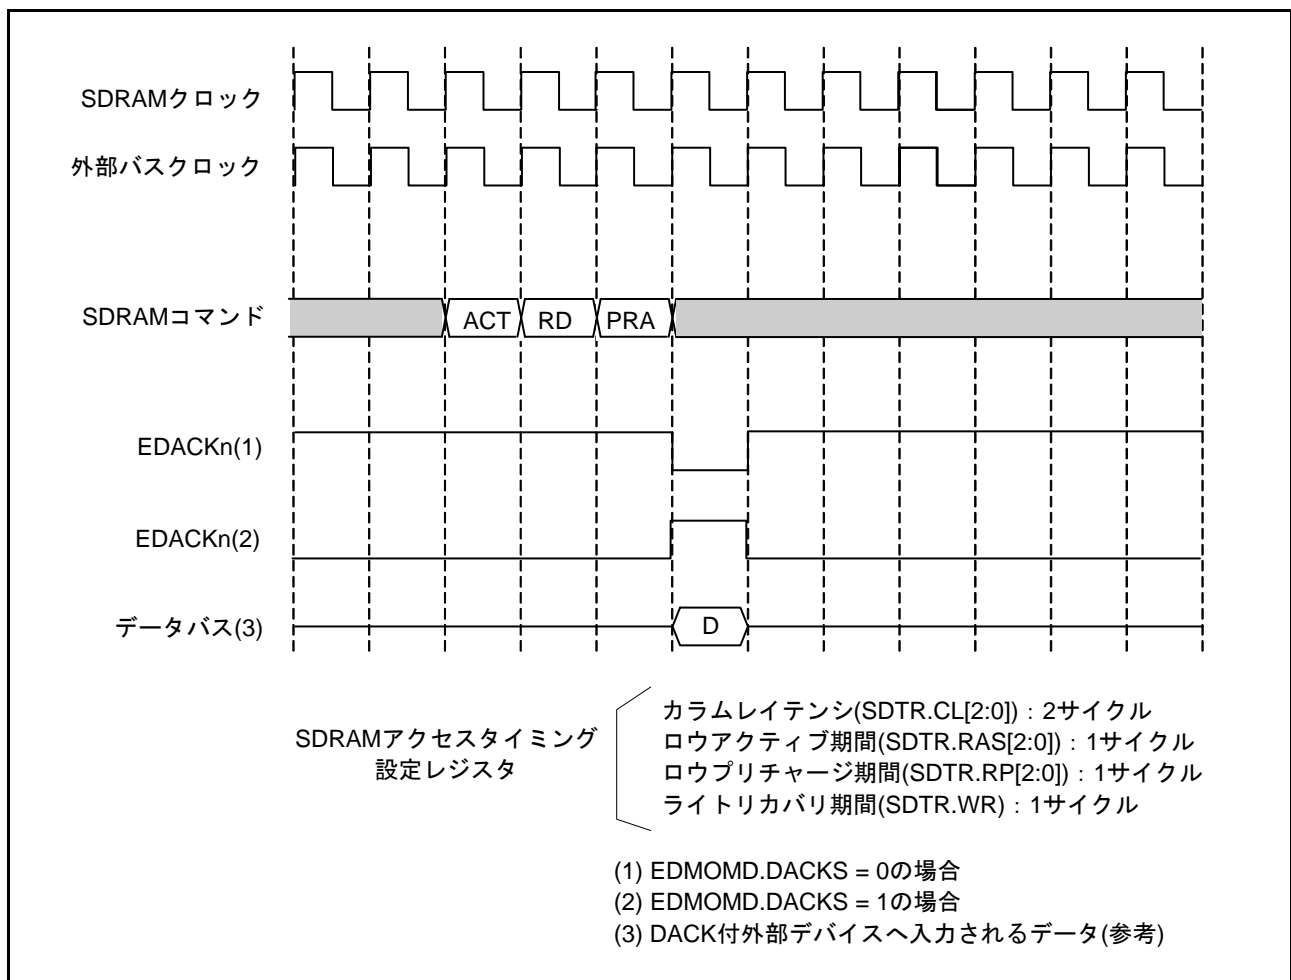 SDRAMクロック
外部バスクロック
SDRAMコマンド
ACT RD PRA
EDACKn(1)
EDACKn(2)
データバス(3)
D
SDRAMアクセスタイミング
設定レジスタ
カラムレイテンシ(SDTR.CL[2:0])：2サイクル
ロウアクティブ期間(SDTR.RAS[2:0])：1サイクル
ロウプリチャージ期間(SDTR.RP[2:0])：1サイクル
ライトリカバリ期間(SDTR.WR)：1サイクル
(1) EDMOMD.DACKS = 0の場合
(2) EDMOMD.DACKS = 1の場合
(3) DACK付外部デバイスへ入力されるデータ(参考)